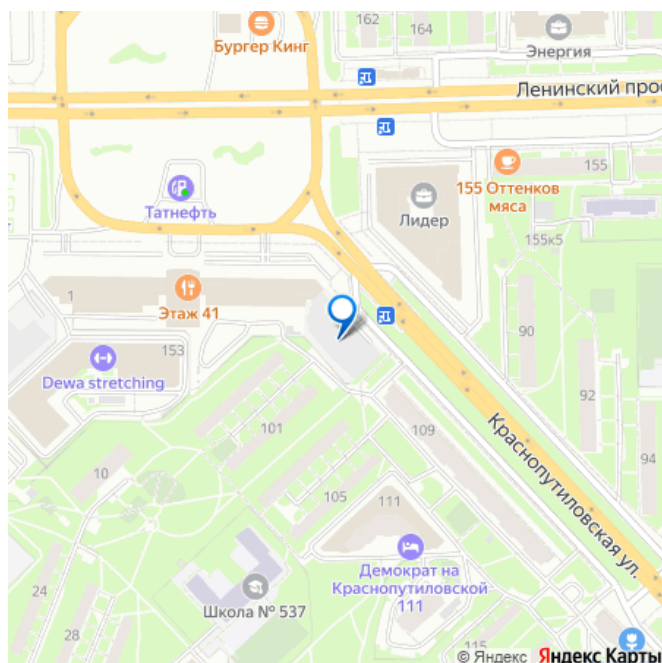 162
164
Бургер Кинг
Энергия
Ленинский прос
155
155 Оттенков
мяса
Татнефть
Лидер
155к5
1
Этаж 41
90
153
Dewa stretching
92
101
109
94
Краснопутиловская ул.
10
105
111
Демократ на
Краснопутиловской
111
24
Школа № 537
28
115
© Яндекс Яндекс Карты